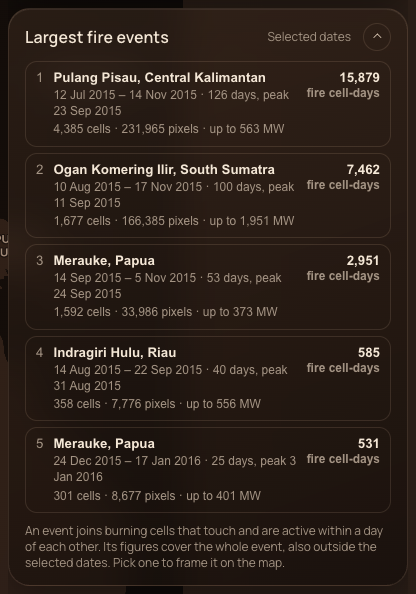 Largest fire events
Selected dates
1
Pulang Pisau, Central Kalimantan
15,879
12 Jul 2015 – 14 Nov 2015 · 126 days, peak
fire cell-days
23 Sep 2015
4,385 cells · 231,965 pixels · up to 563 MW
2
Ogan Komering Ilir, South Sumatra
7,462
10 Aug 2015 – 17 Nov 2015 · 100 days, peak
fire cell-days
11 Sep 2015
1,677 cells · 166,385 pixels · up to 1,951 MW
3
Merauke, Papua
2,951
14 Sep 2015 – 5 Nov 2015 · 53 days, peak
fire cell-days
24 Sep 2015
1,592 cells · 33,986 pixels · up to 373 MW
4
Indragiri Hulu, Riau
585
14 Aug 2015 – 22 Sep 2015 · 40 days, peak
fire cell-days
31 Aug 2015
358 cells · 7,776 pixels · up to 556 MW
5
Merauke, Papua
531
24 Dec 2015 – 17 Jan 2016 · 25 days, peak 3
fire cell-days
Jan 2016
301 cells · 8,677 pixels · up to 401 MW
An event joins burning cells that touch and are active within a day
of each other. Its figures cover the whole event, also outside the
selected dates. Pick one to frame it on the map.